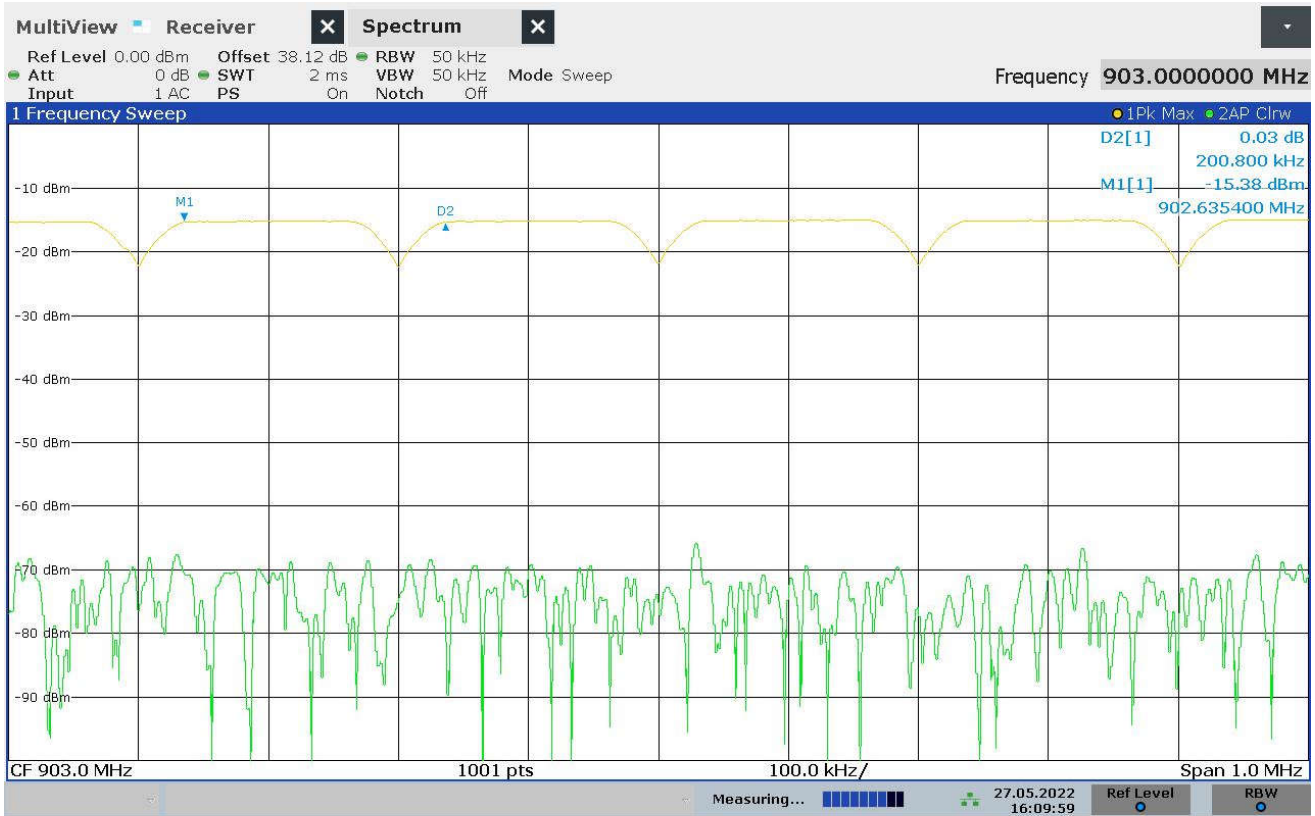 MultiView Receiver X Spectrum X
Ref Level 0.00 dBm Offset 38.12 dB RBW 50 kHz
Att 0 dB SWT 2 ms VBW 50 kHz Mode Sweep
Input 1 AC PS On Notch Off
Frequency 903.0000000 MHz
1 Frequency Sweep 1Pk Max 2AP Clrw
D2[1] 0.03 dB
200.800 kHz
M1[1] -15.38 dBm
902.635400 MHz
-10 dBm
M1
D2
-20 dBm
-30 dBm
-40 dBm
-50 dBm
-60 dBm
-70 dBm
-80 dBm
-90 dBm
CF 903.0 MHz 1001 pts 100.0 kHz/ Span 1.0 MHz
Measuring... 27.05.2022 16:09:59 Ref Level RBW